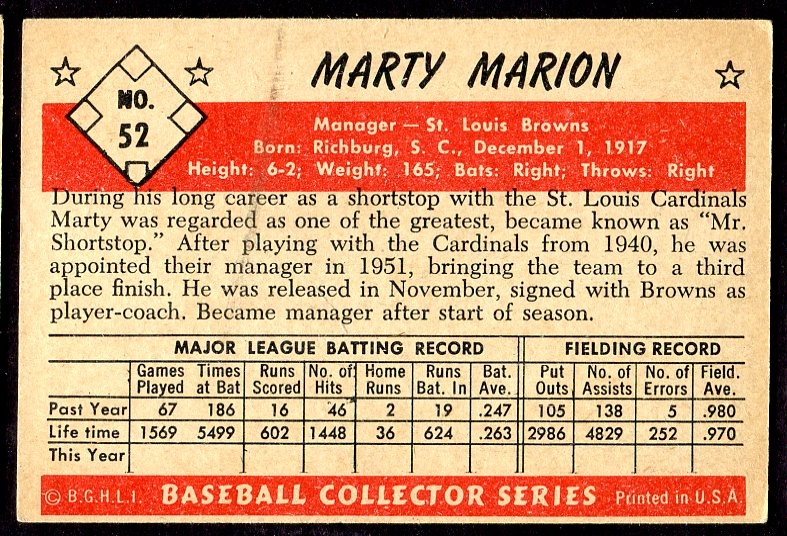 MARTY MARION
NO.
52
Manager — St. Louis Browns
Born: Richburg, S. C., December 1, 1917
Height: 6-2; Weight: 165; Bats: Right; Throws: Right
During his long career as a shortstop with the St. Louis Cardinals
Marty was regarded as one of the greatest, became known as “Mr.
Shortstop.” After playing with the Cardinals from 1940, he was
appointed their manager in 1951, bringing the team to a third
place finish. He was released in November, signed with Browns as
player-coach. Became manager after start of season.
MAJOR LEAGUE BATTING RECORD FIELDING RECORD
Games Times Runs No. of Home Runs Bat. Put No. of No. of Field.
Played at Bat Scored Hits Runs Bat. In Ave. Outs Assists Errors Ave.
Past Year 67 186 16 46 2 19 .247 105 138 5 .980
Life time 1569 5499 602 1448 36 624 .263 2986 4829 252 .970
This Year
© B.G.H.L.I. BASEBALL COLLECTOR SERIES Printed in U.S.A.